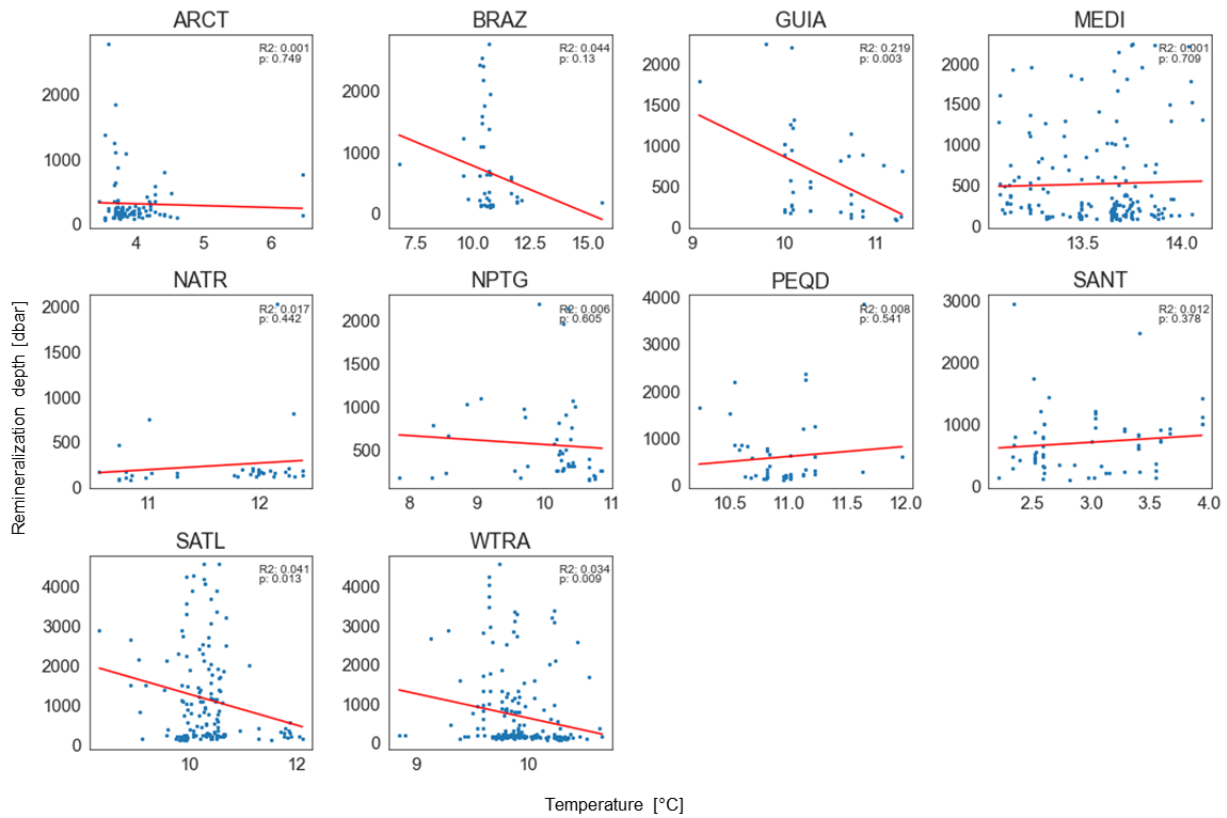 ARCT
R2: 0.001
p: 0.749
2000
1000
0
4
5
6
BRAZ
R2: 0.044
p: 0.13
2000
1000
0
7.5
10.0
12.5
15.0
GUIA
R2: 0.219
p: 0.003
2000
1500
1000
500
0
9
10
11
MEDI
R2: 0.001
p: 0.709
2000
1500
1000
500
0
13.5
14.0
Remineralization depth [dbar]
NATR
R2: 0.017
p: 0.442
2000
1500
1000
500
0
11
12
NPTG
R2: 0.006
p: 0.605
2000
1500
1000
500
0
8
9
10
11
PEQD
R2: 0.008
p: 0.541
4000
3000
2000
1000
0
10.5
11.0
11.5
12.0
SANT
R2: 0.012
p: 0.378
3000
2000
1000
0
2.5
3.0
3.5
4.0
SATL
R2: 0.041
p: 0.013
4000
3000
2000
1000
0
10
12
WTRA
R2: 0.034
p: 0.009
4000
3000
2000
1000
0
9
10
Temperature [°C]